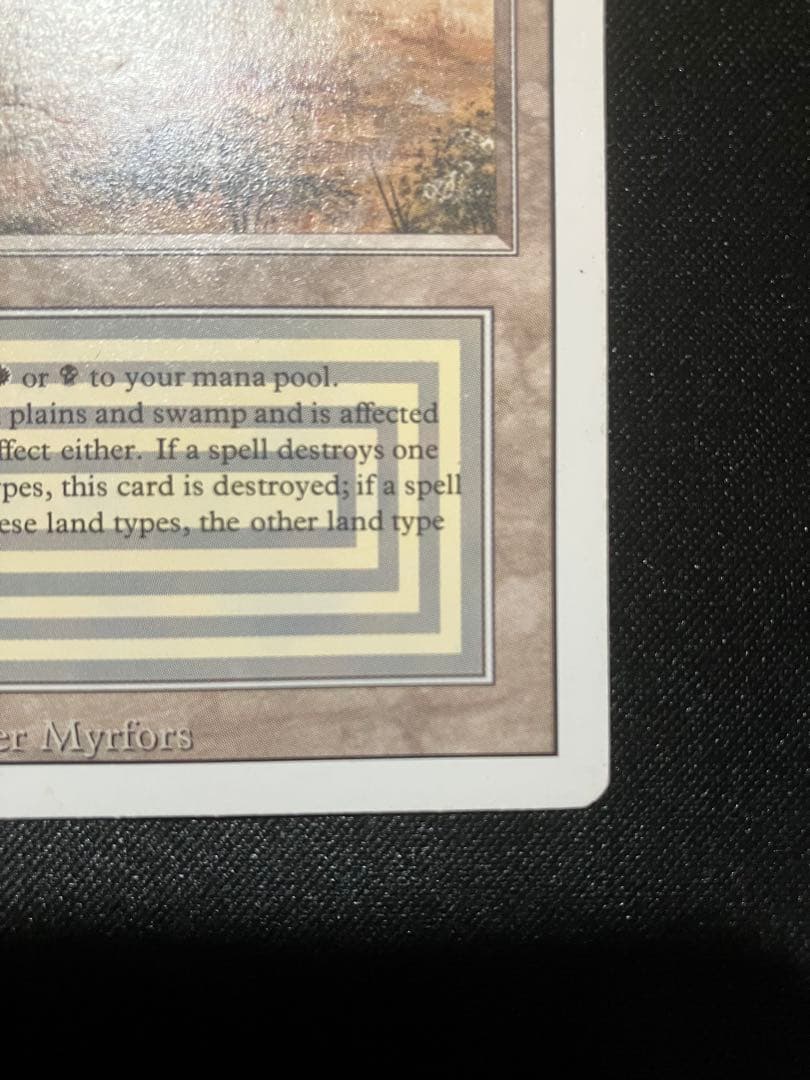 or to your mana pool.
plains and swamp and is affected
ffect either. If a spell destroys one
pes, this card is destroyed; if a spell
ese land types, the other land type
er Myrfors